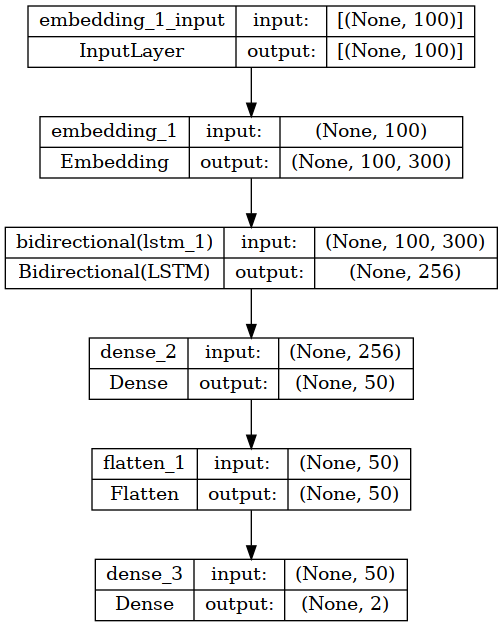 embedding_1_input input: [(None, 100)]
InputLayer output: [(None, 100)]
embedding_1 input: (None, 100)
Embedding output: (None, 100, 300)
bidirectional(lstm_1) input: (None, 100, 300)
Bidirectional(LSTM) output: (None, 256)
dense_2 input: (None, 256)
Dense output: (None, 50)
flatten_1 input: (None, 50)
Flatten output: (None, 50)
dense_3 input: (None, 50)
Dense output: (None, 2)